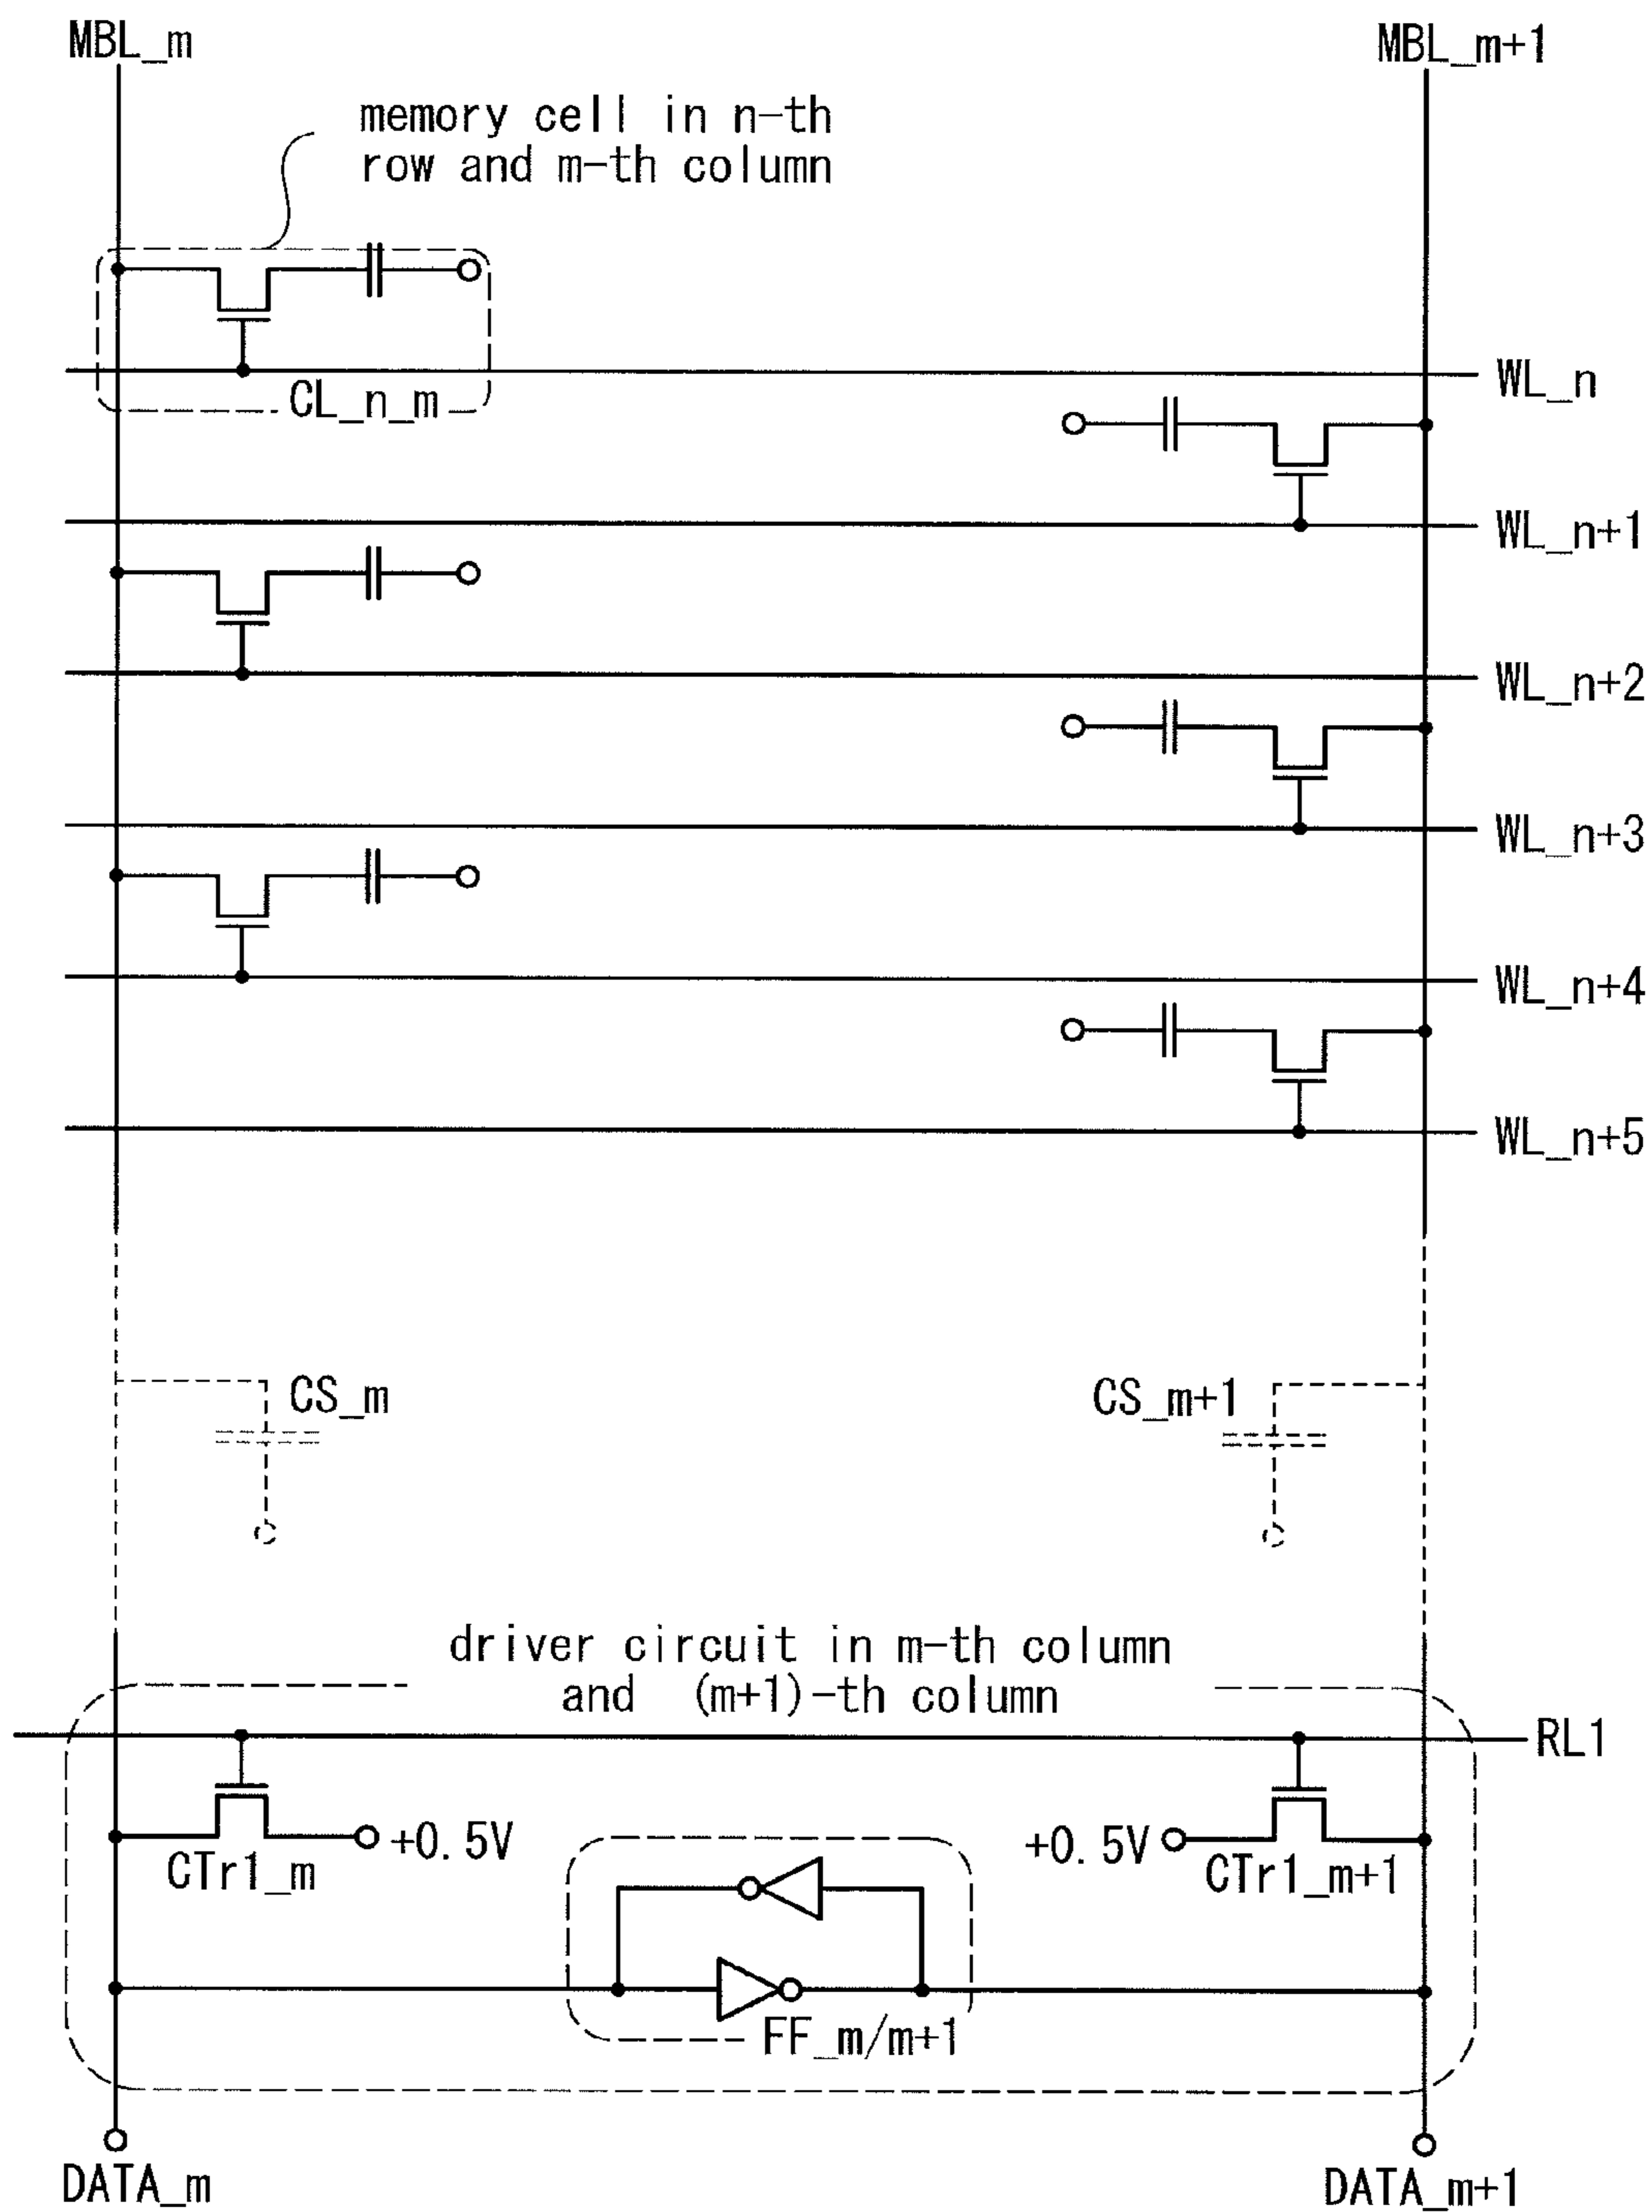 MBL_m
MBL_m+1
memory cell in n-th
row and m-th column
CL_n_m
WL_n
WL_n+1
WL_n+2
WL_n+3
WL_n+4
WL_n+5
CS_m
CS_m+1
driver circuit in m-th column
and (m+1)-th column
RL1
+0.5V
+0.5V
CTr1_m
CTr1_m+1
FF_m/m+1
DATA_m
DATA_m+1